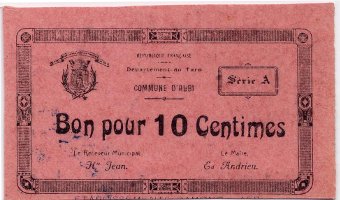 RÉPUBLIQUE FRANÇAISE
Département du Tarn
COMMUNE D'ALBI
Série A
Bon pour 10 Centimes
Le Receveur Municipal, Le Maire,
Hte Jean. Ed Andrieu.